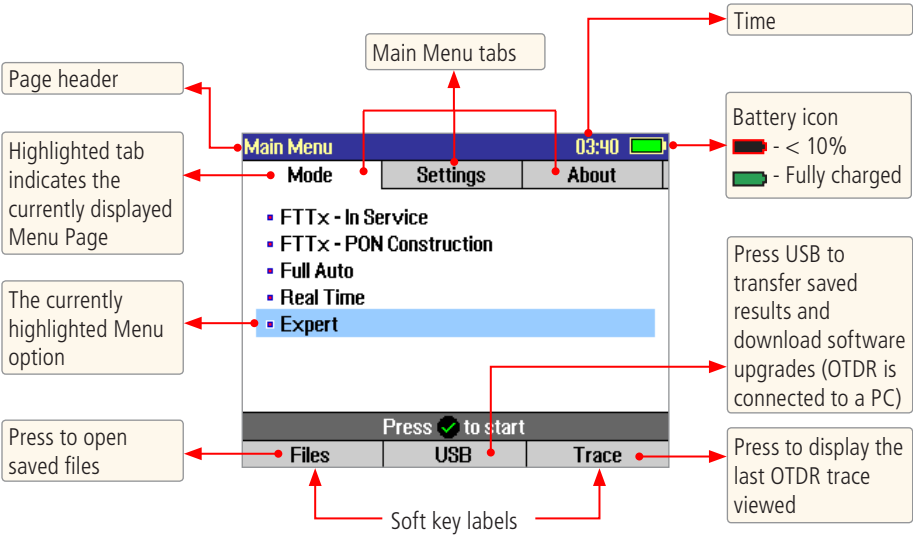 Time
Main Menu tabs
Page header
Battery icon
- < 10%
- Fully charged
Highlighted tab
indicates the
currently displayed
Menu Page
Main Menu
03:40
Mode
Settings
About
FTTx - In Service
FTTx - PON Construction
Full Auto
Real Time
Expert
Press USB to
transfer saved
results and
download software
upgrades (OTDR is
connected to a PC)
The currently
highlighted Menu
option
Press to start
Files
USB
Trace
Press to open
saved files
Press to display the
last OTDR trace
viewed
Soft key labels